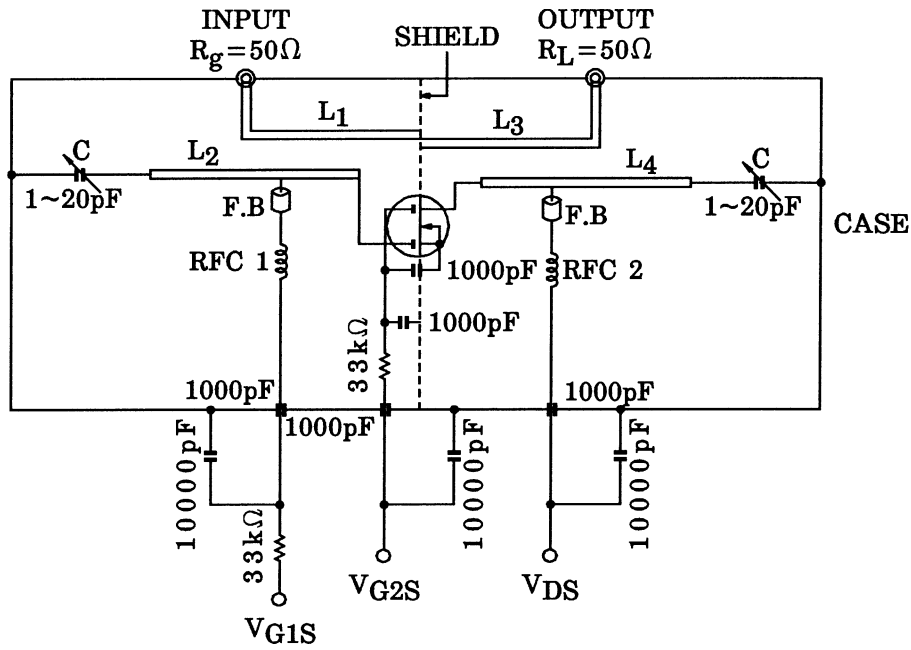 INPUT
Rg=50Ω
SHIELD
OUTPUT
RL=50Ω
L1
L3
C
1~20pF
L2
L4
C
1~20pF
F.B
F.B
CASE
RFC 1
1000pF
RFC 2
1000pF
33kΩ
1000pF
1000pF
1000pF
10000pF
10000pF
10000pF
33kΩ
VG2S
VDS
VG1S